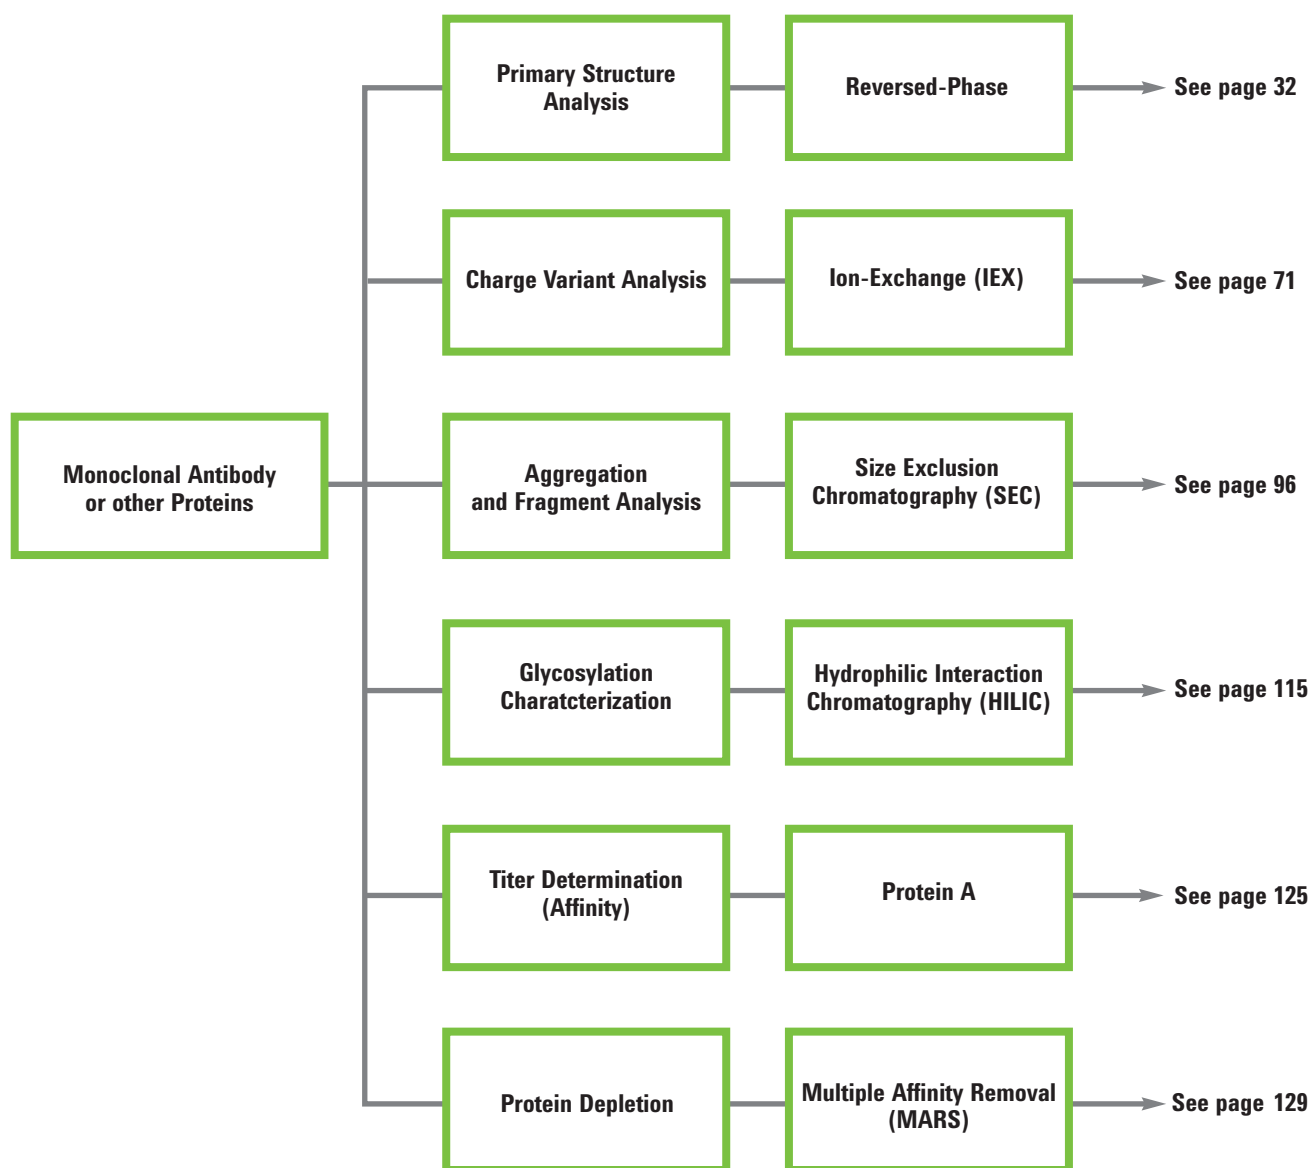 Primary Structure
Analysis
Reversed-Phase
See page 32
Charge Variant Analysis
Ion-Exchange (IEX)
See page 71
Monoclonal Antibody
or other Proteins
Aggregation
and Fragment Analysis
Size Exclusion
Chromatography (SEC)
See page 96
Glycosylation
Charatcterization
Hydrophilic Interaction
Chromatography (HILIC)
See page 115
Titer Determination
(Affinity)
Protein A
See page 125
Protein Depletion
Multiple Affinity Removal
(MARS)
See page 129